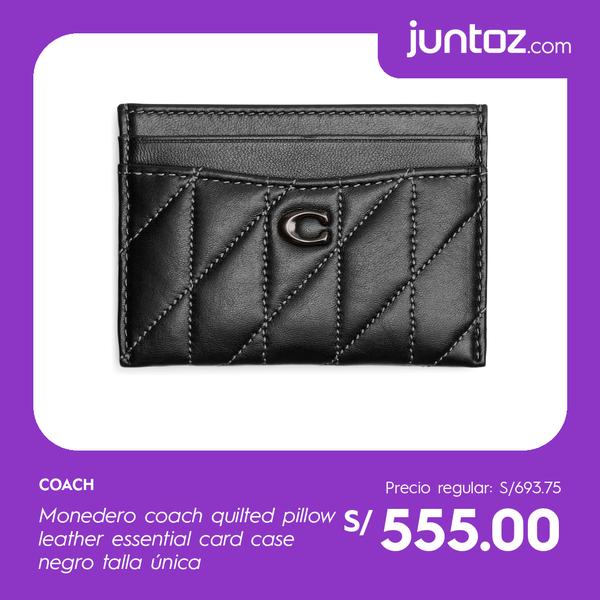 juntoz.com
C
COACH
Monedero coach quilted pillow
leather essential card case
negro talla única
Precio regular: S/693.75
S/ 555.00